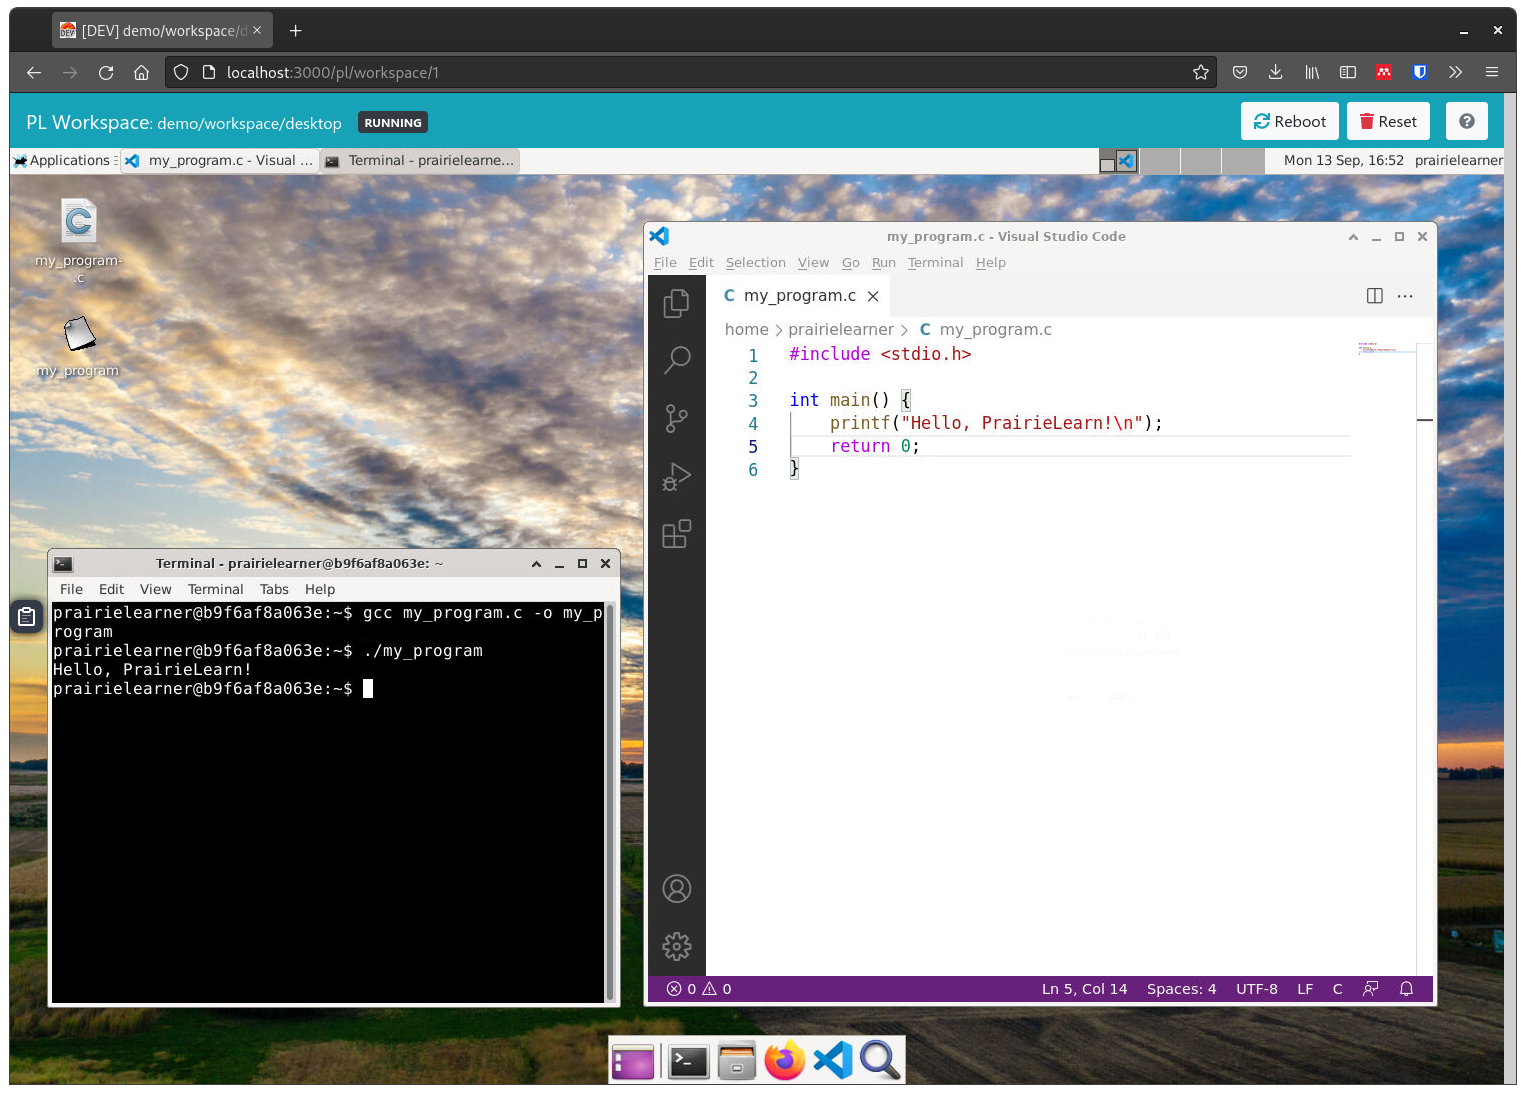 [DEV] demo/workspace/d
localhost:3000/pl/workspace/1
PL Workspace: demo/workspace/desktop RUNNING Reboot Reset
Applications my_program.c - Visual ... Terminal - prairielearne... Mon 13 Sep, 16:52 prairielearner
my_program-
.c
my_program
my_program.c - Visual Studio Code
File Edit Selection View Go Run Terminal Help
C my_program.c
home prairielearner C my_program.c
1 #include <stdio.h>
2
3 int main() {
4     printf("Hello, PrairieLearn!\n");
5     return 0;
6 }
0 0 Ln 5, Col 14 Spaces: 4 UTF-8 LF C
Terminal - prairielearner@b9f6af8a063e: ~
File Edit View Terminal Tabs Help
prairielearner@b9f6af8a063e:~$ gcc my_program.c -o my_p
rogram
prairielearner@b9f6af8a063e:~$ ./my_program
Hello, PrairieLearn!
prairielearner@b9f6af8a063e:~$